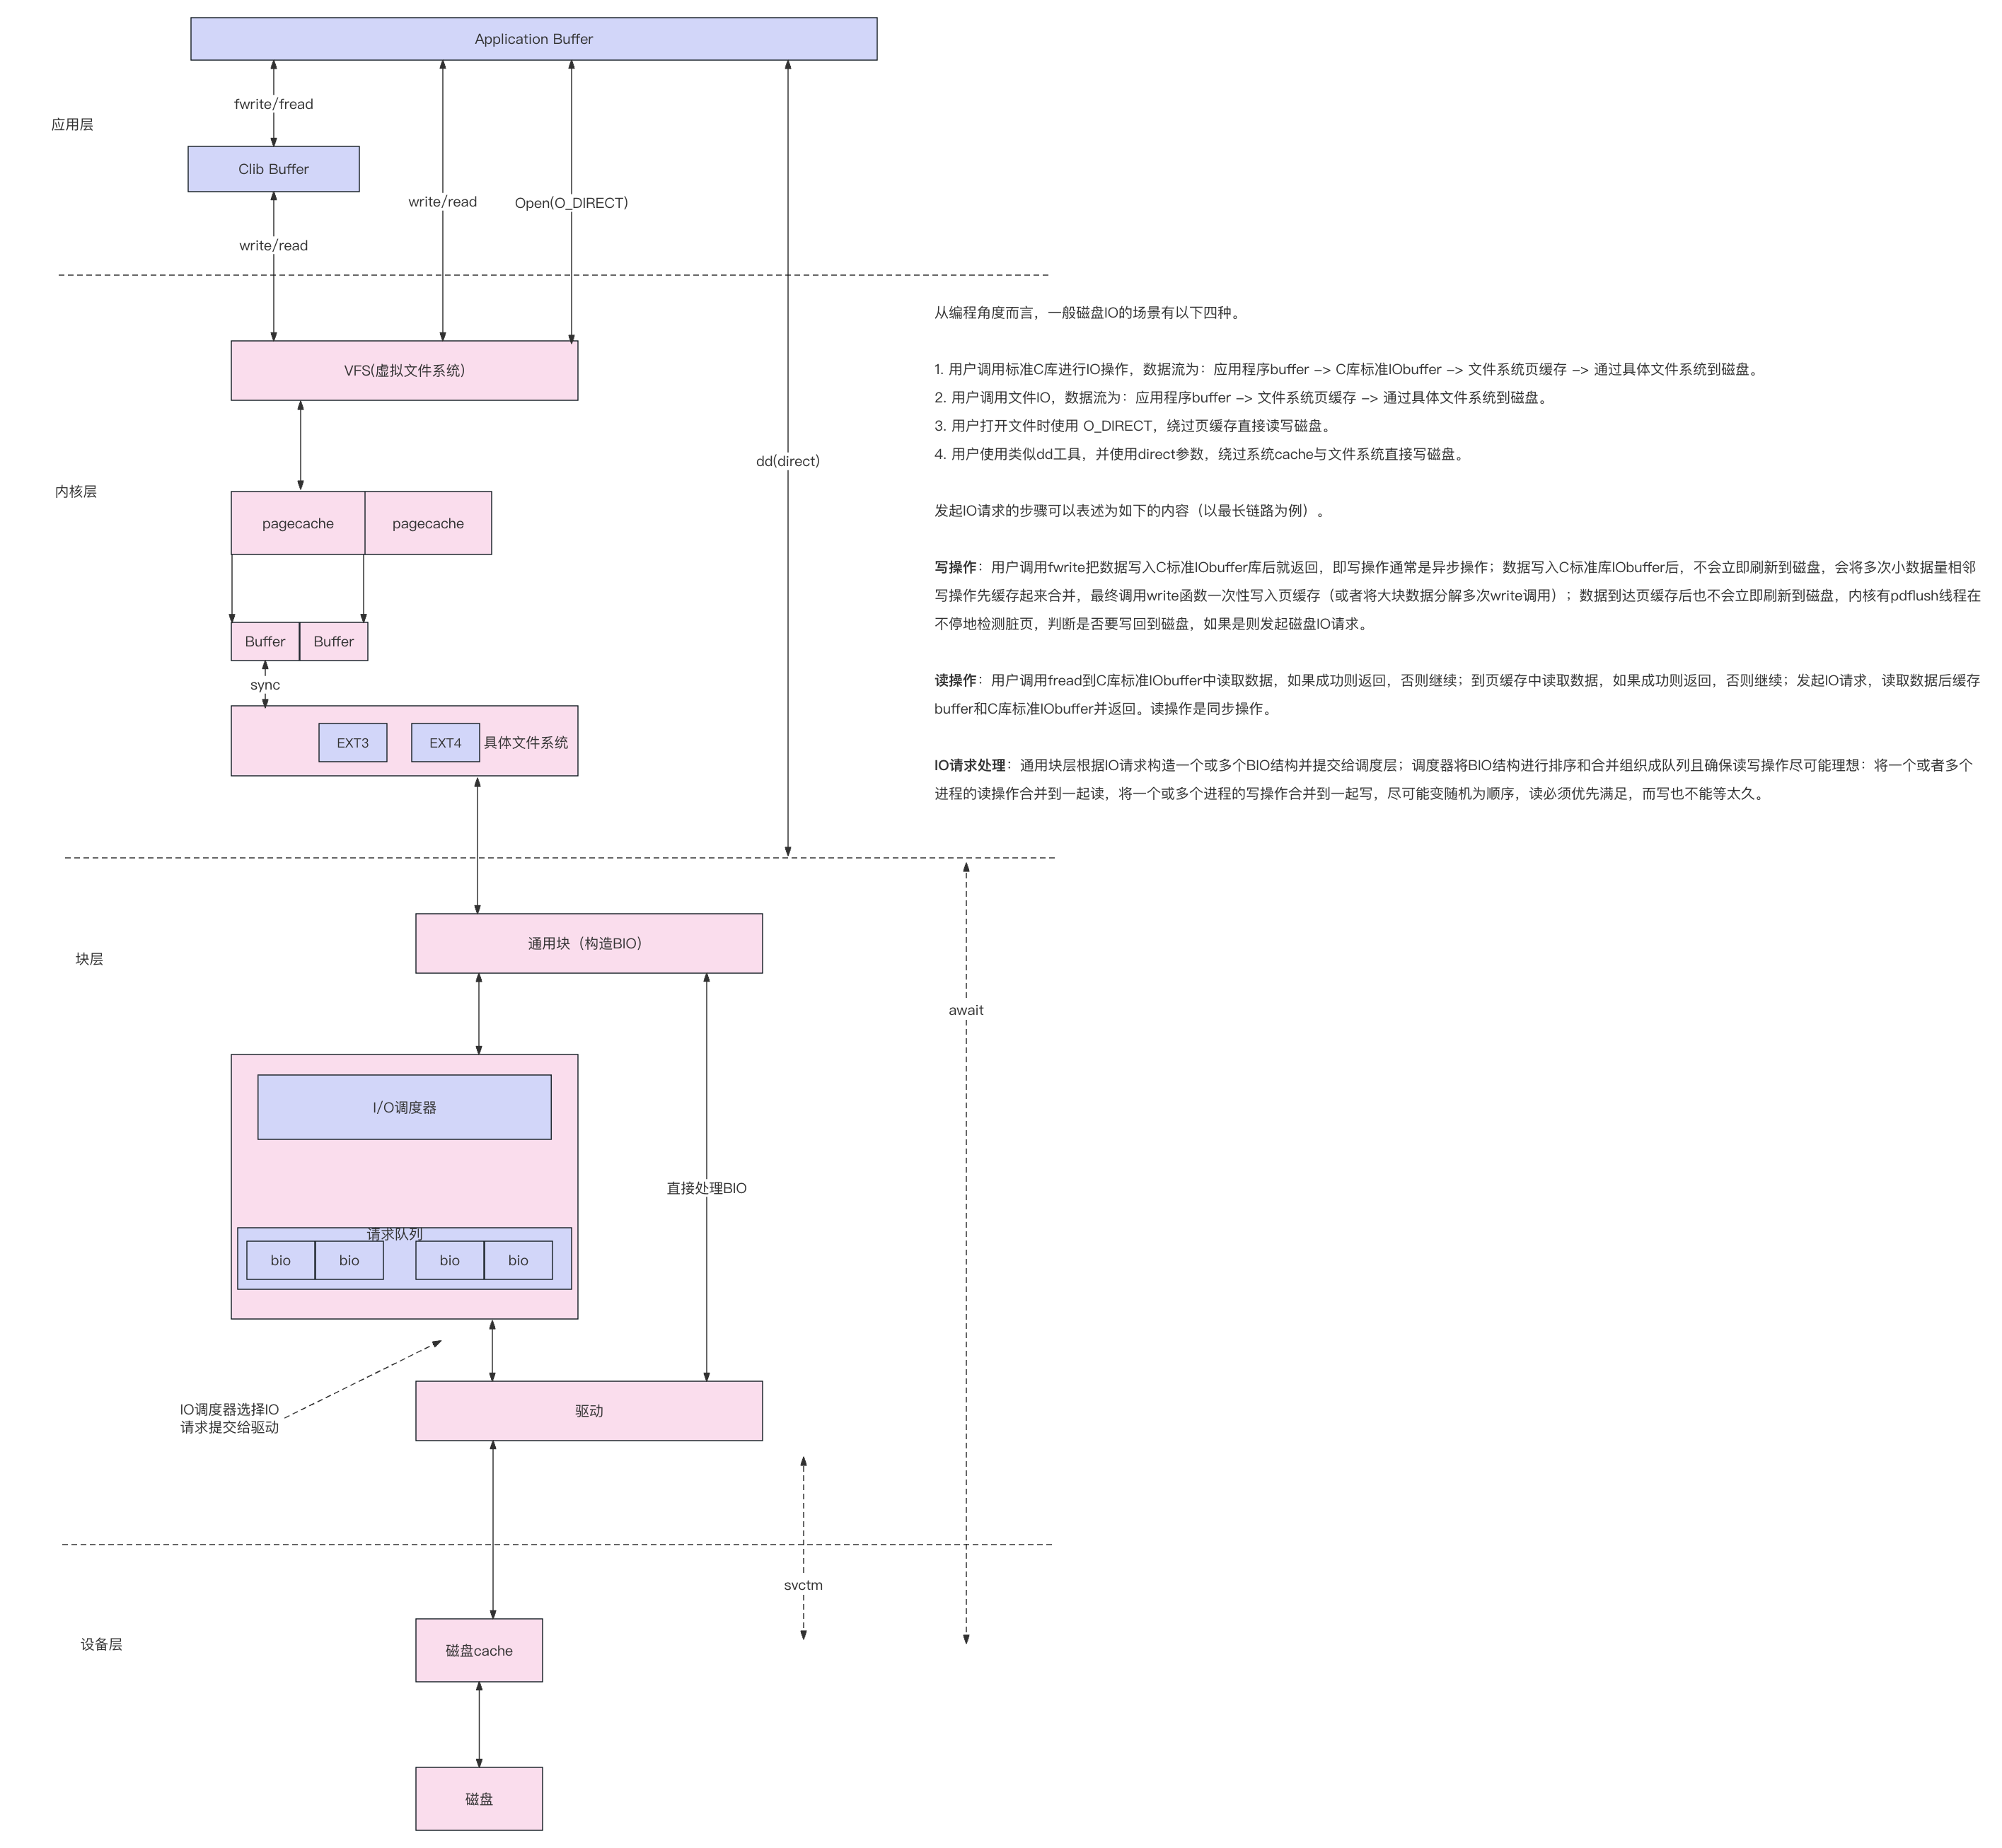 Application Buffer
fwrite/fread
应用层
Clib Buffer
write/read
Open(O_DIRECT)
write/read
VFS(虚拟文件系统)
dd(direct)
内核层
pagecache
pagecache
Buffer
Buffer
sync
EXT3
EXT4
具体文件系统
从编程角度而言，一般磁盘IO的场景有以下四种。
1. 用户调用标准C库进行IO操作，数据流为：应用程序buffer -> C库标准IObuffer -> 文件系统页缓存 -> 通过具体文件系统到磁盘。
2. 用户调用文件IO，数据流为：应用程序buffer -> 文件系统页缓存 -> 通过具体文件系统到磁盘。
3. 用户打开文件时使用 O_DIRECT，绕过页缓存直接读写磁盘。
4. 用户使用类似dd工具，并使用direct参数，绕过系统cache与文件系统直接写磁盘。
发起IO请求的步骤可以表述为如下的内容（以最长链路为例）。
写操作：用户调用fwrite把数据写入C标准IObuffer库后就返回，即写操作通常是异步操作；数据写入C标准库IObuffer后，不会立即刷新到磁盘，会将多次小数据量相邻
写操作先缓存起来合并，最终调用write函数一次性写入页缓存（或者将大块数据分解多次write调用）；数据到达页缓存后也不会立即刷新到磁盘，内核有pdflush线程在
不停地检测脏页，判断是否要写回到磁盘，如果是则发起磁盘IO请求。
读操作：用户调用fread到C库标准IObuffer中读取数据，如果成功则返回，否则继续；到页缓存中读取数据，如果成功则返回，否则继续；发起IO请求，读取数据后缓存
buffer和C库标准IObuffer并返回。读操作是同步操作。
IO请求处理：通用块层根据IO请求构造一个或多个BIO结构并提交给调度层；调度器将BIO结构进行排序和合并组织成队列且确保读写操作尽可能理想：将一个或者多个
进程的读操作合并到一起读，将一个或多个进程的写操作合并到一起写，尽可能变随机为顺序，读必须优先满足，而写也不能等太久。
通用块（构造BIO）
块层
await
I/O调度器
直接处理BIO
请求队列
bio
bio
bio
bio
IO调度器选择IO
请求提交给驱动
驱动
svctm
设备层
磁盘cache
磁盘